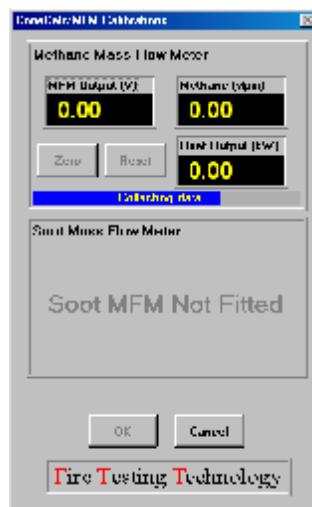 ConeCalc: MFM Calibrations
Methane Mass Flow Meter
MFM Output (V)
Methane (slpm)
0.00
0.00
Heat Output (kW)
Zero
Reset
0.00
Collecting data
Soot Mass Flow Meter
Soot MFM Not Fitted
OK
Cancel
Fire Testing Technology